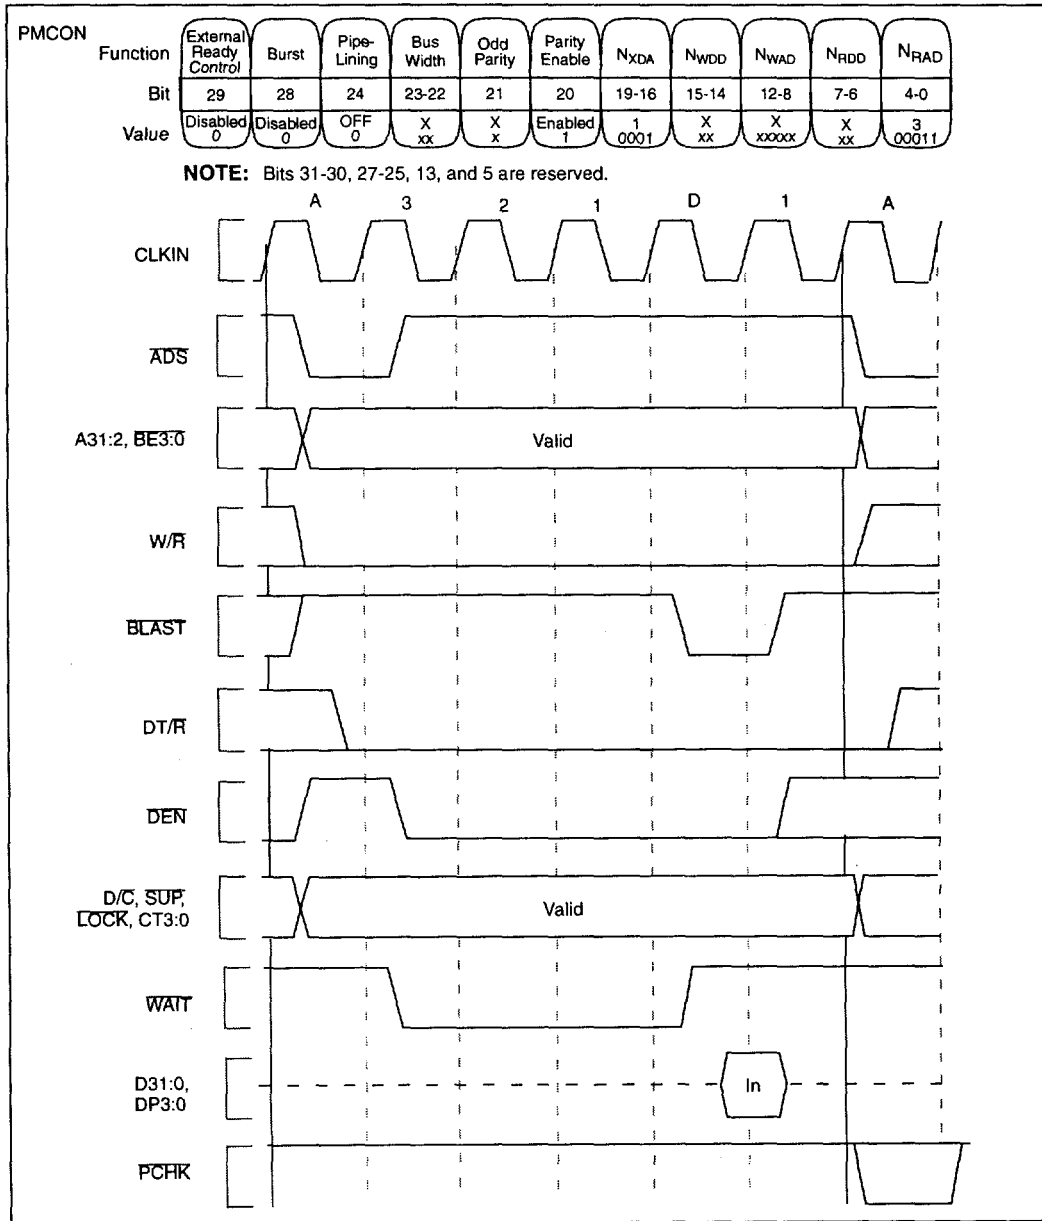 PMCON
Function External Ready Control Burst Pipe-Lining Bus Width Odd Parity Parity Enable NXDA NWDD NWAD NRDD NRAD
Bit 29 28 24 23-22 21 20 19-16 15-14 12-8 7-6 4-0
Value Disabled 0 Disabled 0 OFF 0 X xx X x Enabled 1 1 0001 X xx X xxxxx X xx 3 00011
NOTE: Bits 31-30, 27-25, 13, and 5 are reserved.
A 3 2 1 D 1 A
CLKIN
ADS
A31:2, BE3:0 Valid
W/R
BLAST
DT/R
DEN
D/C, SUP,
LOCK, CT3:0 Valid
WAIT
D31:0,
DP3:0 In
PCHK